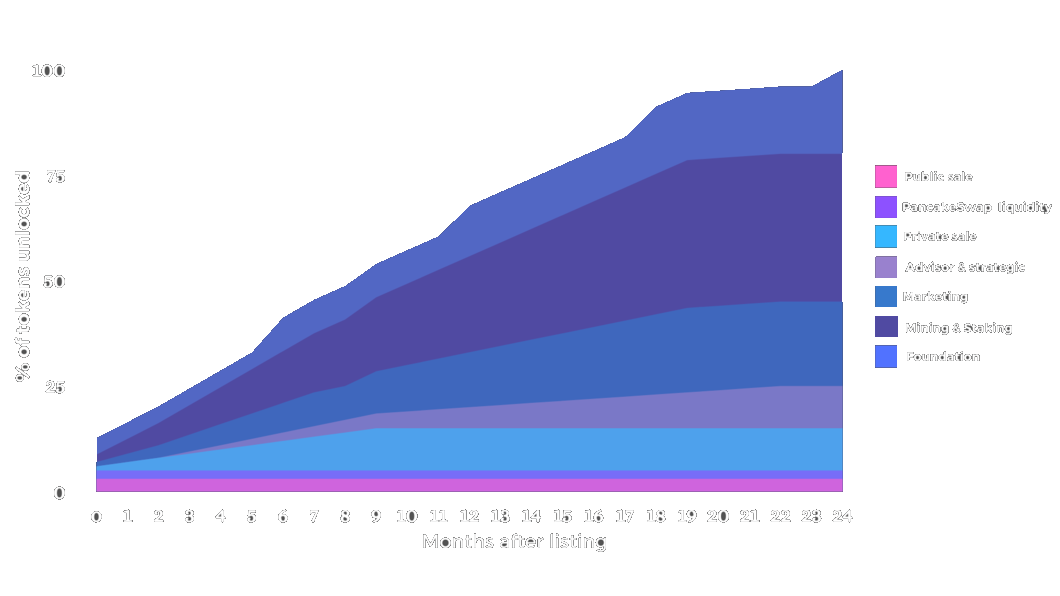 100
75
50
25
0
% of tokens unlocked
0 1 2 3 4 5 6 7 8 9 10 11 12 13 14 15 16 17 18 19 20 21 22 23 24
Months after listing
Public sale
PancakeSwap liquidity
Private sale
Advisor & strategic
Marketing
Mining & Staking
Foundation